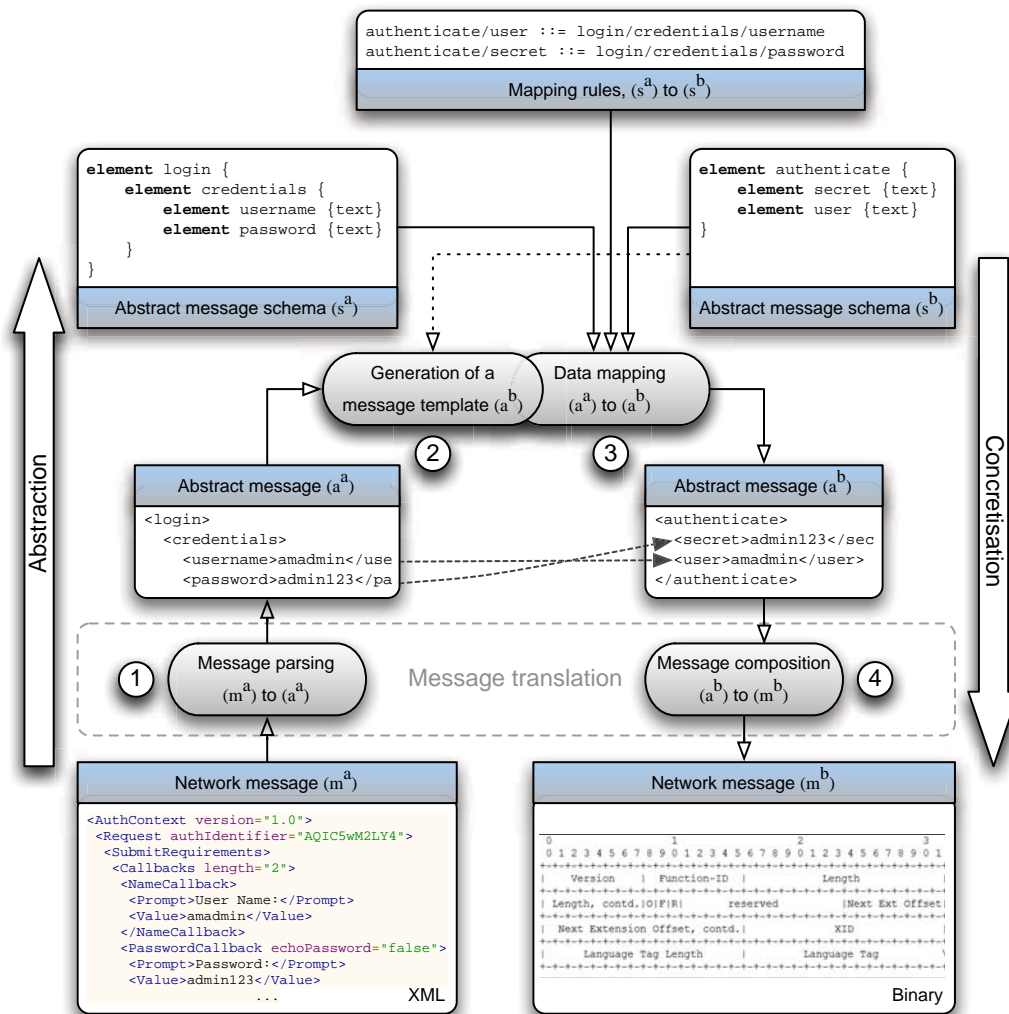 authenticate/user ::= login/credentials/username
authenticate/secret ::= login/credentials/password
Mapping rules, (s^a) to (s^b)
element login {
element credentials {
element username {text}
element password {text}
}
}
Abstract message schema (s^a)
element authenticate {
element secret {text}
element user {text}
}
Abstract message schema (s^b)
Abstraction
Concretisation
Generation of a
message template (a^b)
Data mapping
(a^a) to (a^b)
2
3
Abstract message (a^a)
<login>
<credentials>
<username>amadmin</use
<password>admin123</pa
Abstract message (a^b)
<authenticate>
<secret>admin123</sec
<user>amadmin</user>
</authenticate>
1
Message parsing
(m^a) to (a^a)
Message translation
Message composition
(a^b) to (m^b)
4
Network message (m^a)
<AuthContext version="1.0">
<Request authIdentifier="AQIC5wM2LY4">
<SubmitRequirements>
<Callbacks length="2">
<NameCallback>
<Prompt>User Name:</Prompt>
<Value>amadmin</Value>
</NameCallback>
<PasswordCallback echoPassword="false">
<Prompt>Password:</Prompt>
<Value>admin123</Value>
...
XML
Network message (m^b)
0 1 2 3
0 1 2 3 4 5 6 7 8 9 0 1 2 3 4 5 6 7 8 9 0 1 2 3 4 5 6 7 8 9 0 1
+-+-+-+-+-+-+-+-+-+-+-+-+-+-+-+-+-+-+-+-+-+-+-+-+-+-+-+-+-+-+-+-
| Version | Function-ID | Length |
+-+-+-+-+-+-+-+-+-+-+-+-+-+-+-+-+-+-+-+-+-+-+-+-+-+-+-+-+-+-+-+-
| Length, contd.|O|F|R| reserved |Next Ext Offset|
+-+-+-+-+-+-+-+-+-+-+-+-+-+-+-+-+-+-+-+-+-+-+-+-+-+-+-+-+-+-+-+-
| Next Extension Offset, contd.| XID |
+-+-+-+-+-+-+-+-+-+-+-+-+-+-+-+-+-+-+-+-+-+-+-+-+-+-+-+-+-+-+-+-
| Language Tag Length | Language Tag \
+-+-+-+-+-+-+-+-+-+-+-+-+-+-+-+-+-+-+-+-+-+-+-+-+-+-+-+-+-+-+-+-
Binary